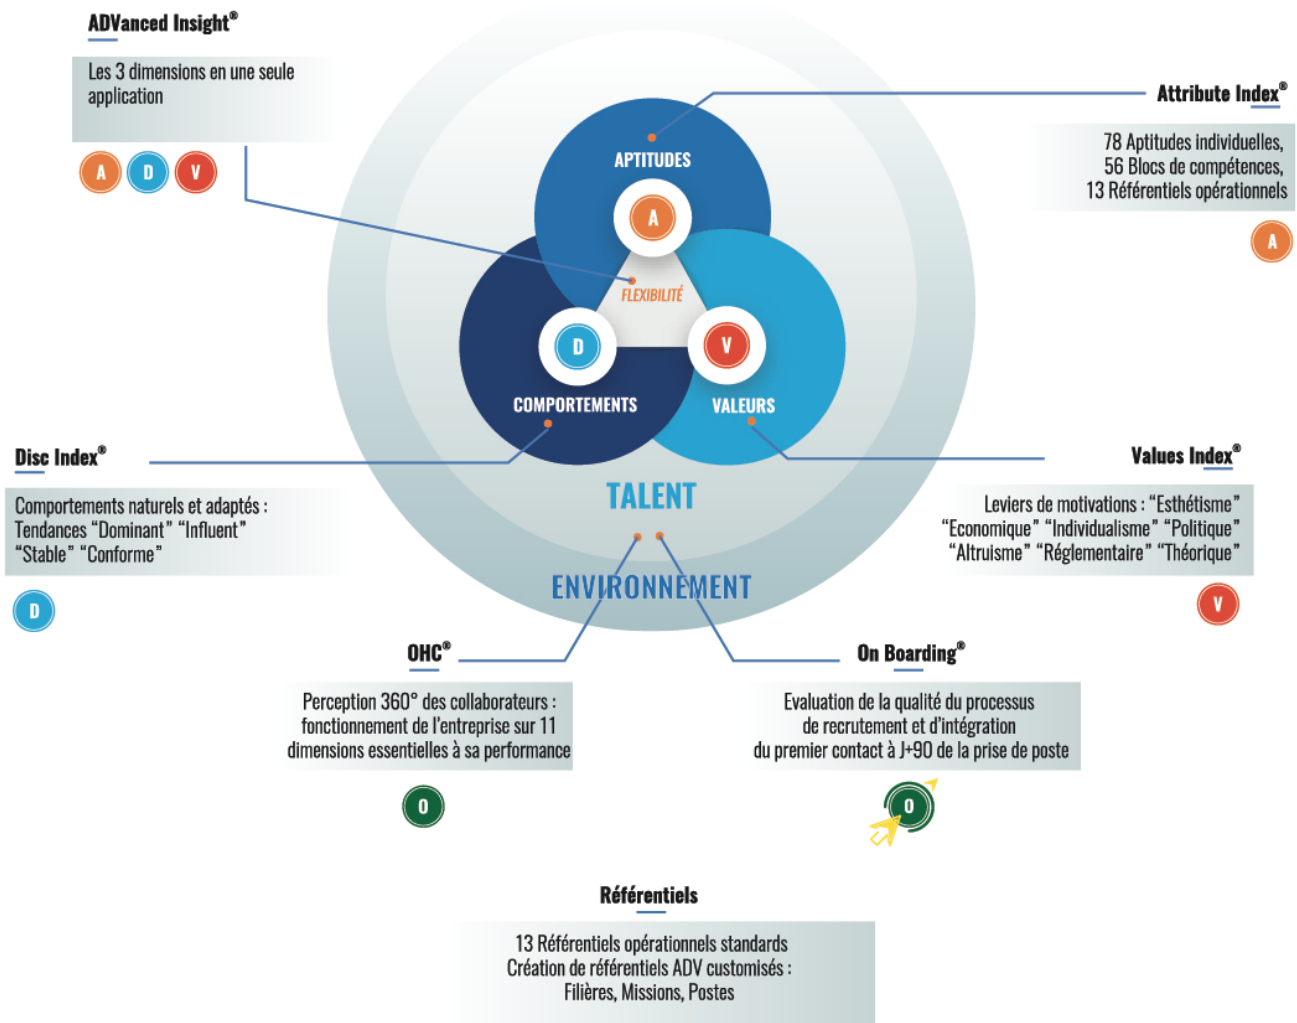 ADVanced Insight®
Les 3 dimensions en une seule
application
A D V
Attribute Index®
78 Aptitudes individuelles,
56 Blocs de compétences,
13 Référentiels opérationnels
A
APTITUDES
A
FLEXIBILITÉ
D
V
COMPORTEMENTS
VALEURS
TALENT
ENVIRONNEMENT
Disc Index®
Comportements naturels et adaptés :
Tendances “Dominant” “Influent”
“Stable” “Conforme”
D
Values Index®
Leviers de motivations : “Esthétisme”
“Economique” “Individualisme” “Politique”
“Altruisme” “Réglementaire” “Théorique”
V
OHC®
Perception 360° des collaborateurs :
fonctionnement de l’entreprise sur 11
dimensions essentielles à sa performance
O
On Boarding®
Evaluation de la qualité du processus
de recrutement et d’intégration
du premier contact à J+90 de la prise de poste
O
Référentiels
13 Référentiels opérationnels standards
Création de référentiels ADV customisés :
Filières, Missions, Postes